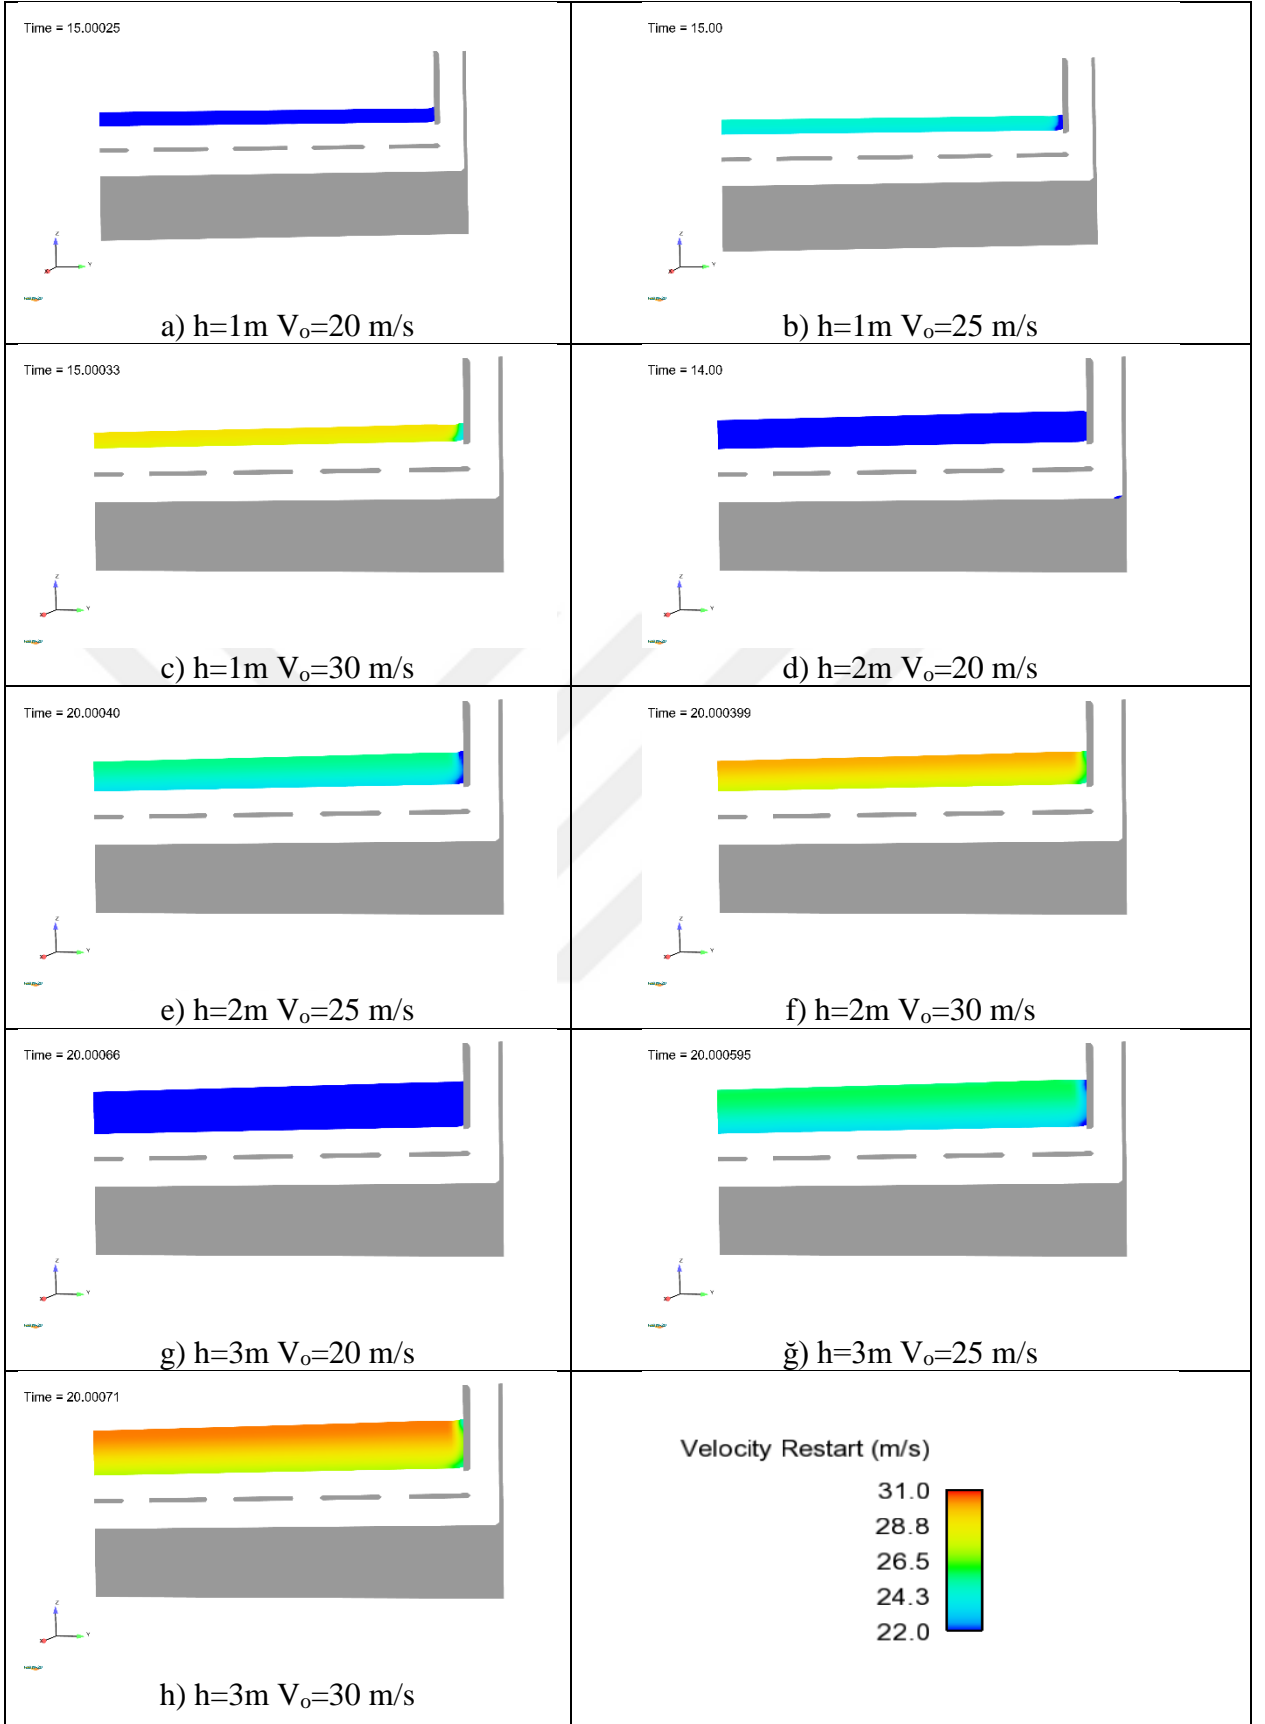 Time = 15.00025
Z
X
Y
a) h=1m Vo=20 m/s
Time = 15.00
Z
X
Y
b) h=1m Vo=25 m/s
Time = 15.00033
Z
X
Y
c) h=1m Vo=30 m/s
Time = 14.00
Z
X
Y
d) h=2m Vo=20 m/s
Time = 20.00040
Z
X
Y
e) h=2m Vo=25 m/s
Time = 20.000399
Z
X
Y
f) h=2m Vo=30 m/s
Time = 20.00066
Z
X
Y
g) h=3m Vo=20 m/s
Time = 20.000595
Z
X
Y
ğ) h=3m Vo=25 m/s
Time = 20.00071
Z
X
Y
h) h=3m Vo=30 m/s
Velocity Restart (m/s)
31.0
28.8
26.5
24.3
22.0